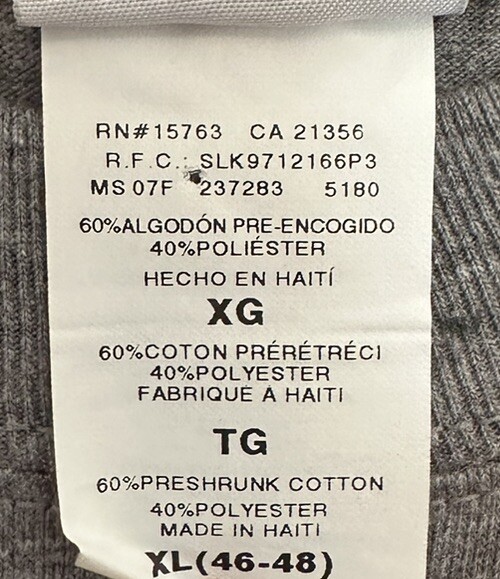 RN#15763 CA 21356
R.F.C.: SLK9712166P3
MS 07F 237283 5180
60%ALGODÓN PRE-ENCOGIDO
40%POLIÉSTER
HECHO EN HAITÍ
XG
60%COTON PRÉRÉTRÉCI
40%POLYESTER
FABRIQUÉ À HAITI
TG
60%PRESHRUNK COTTON
40%POLYESTER
MADE IN HAITI
XL(46-48)